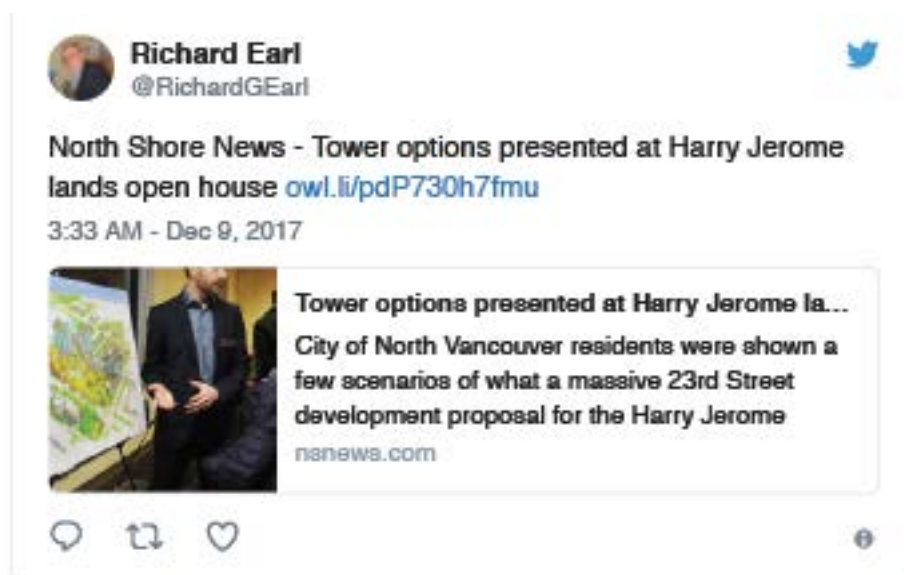 Richard Earl
@RichardGEarl
North Shore News - Tower options presented at Harry Jerome
lands open house owl.li/pdP730h7fmu
3:33 AM - Dec 9, 2017
Tower options presented at Harry Jerome la...
City of North Vancouver residents were shown a
few scenarios of what a massive 23rd Street
development proposal for the Harry Jerome
nsnews.com